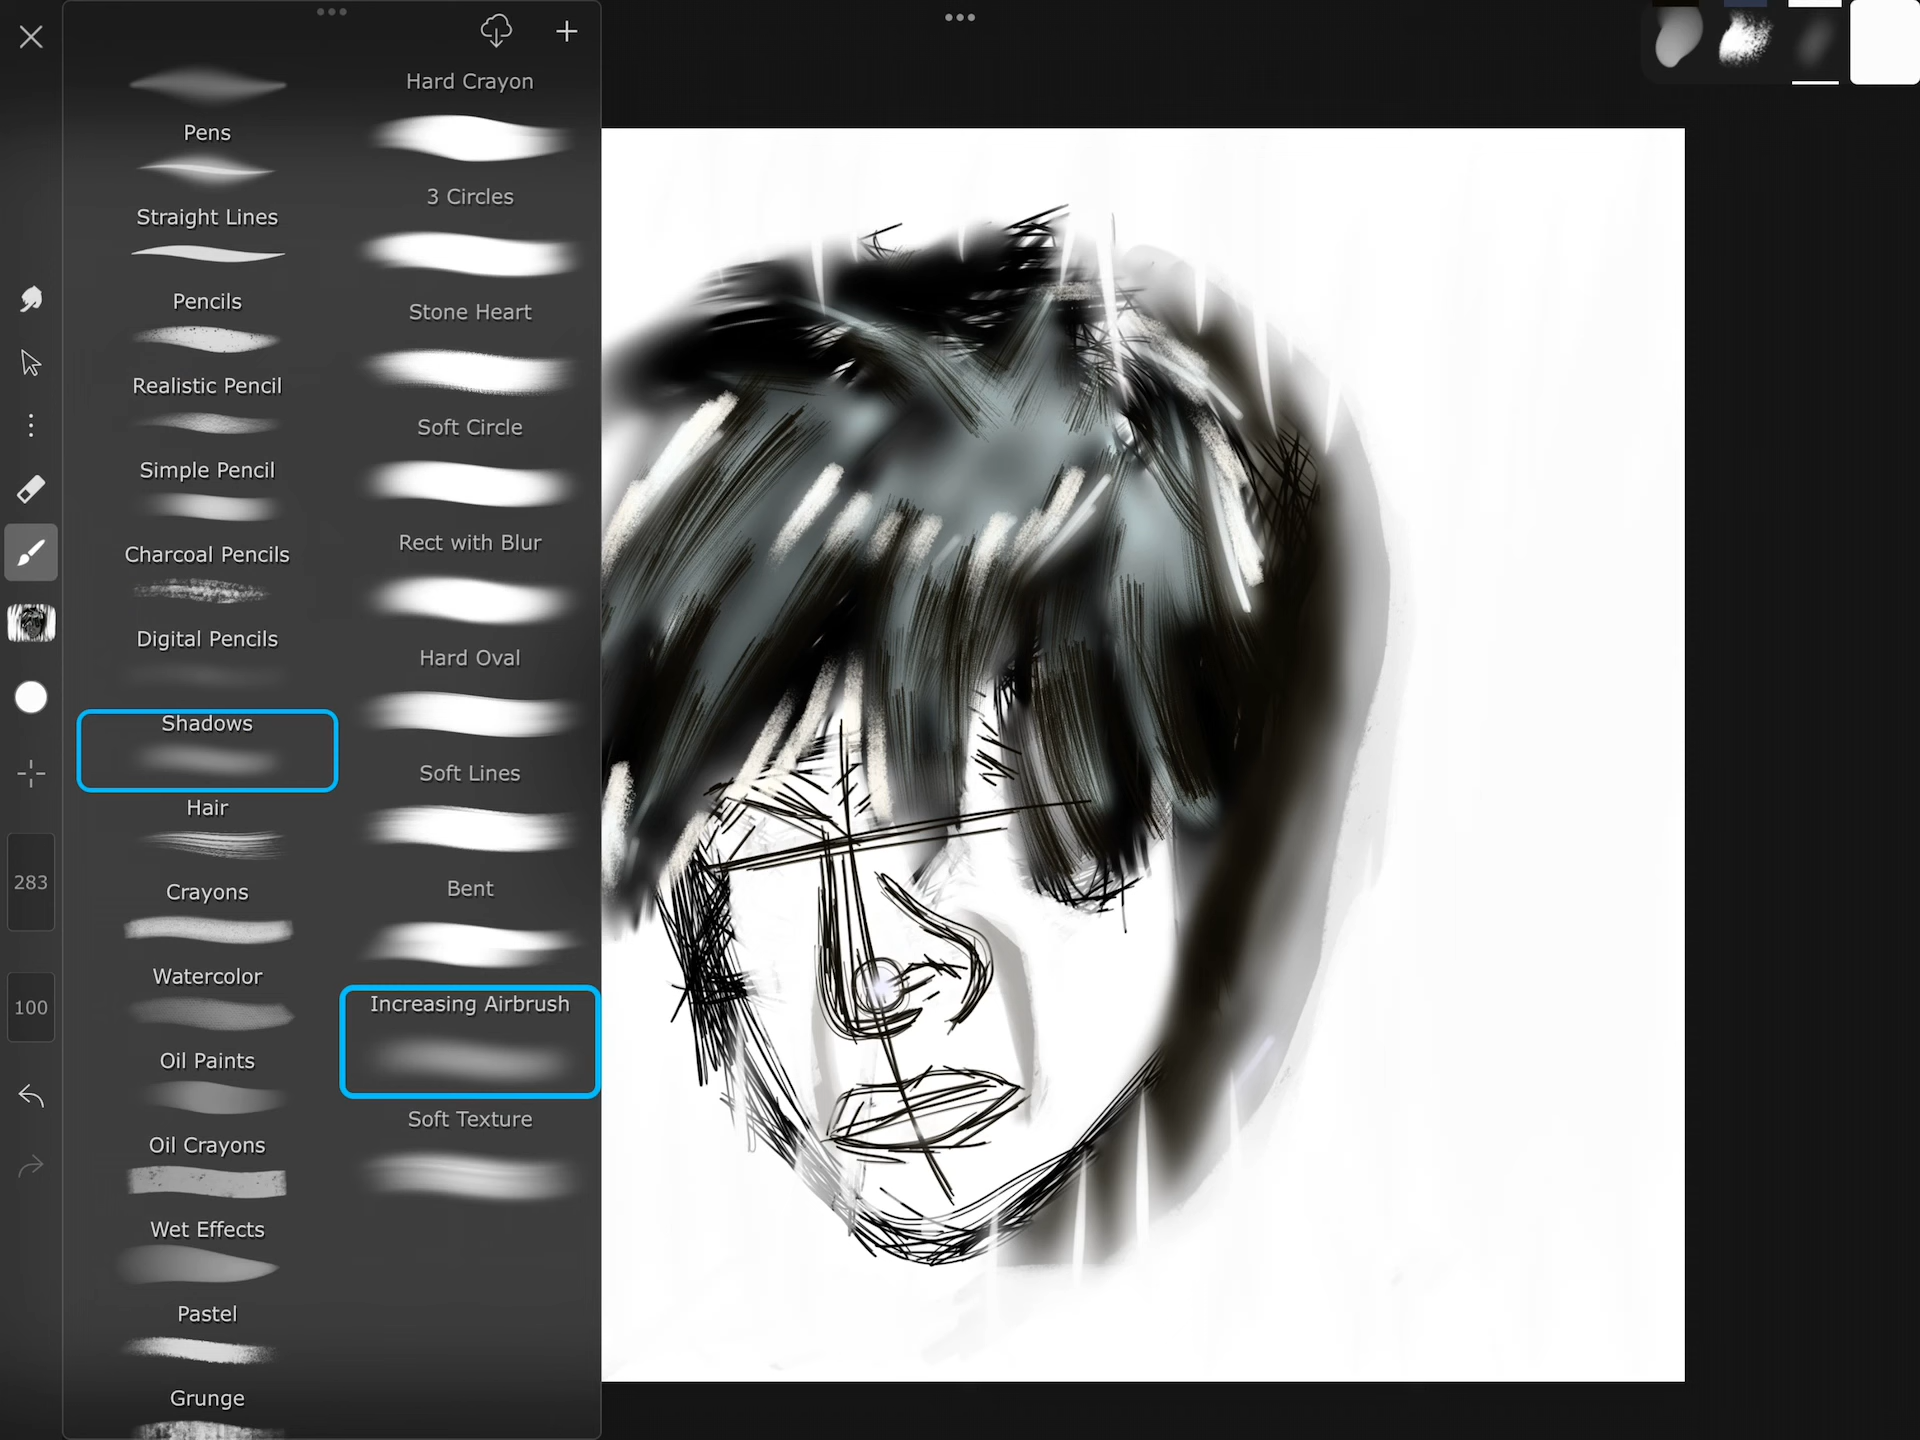 Pens
Straight Lines
Pencils
Realistic Pencil
Simple Pencil
Charcoal Pencils
Digital Pencils
Shadows
Hair
Crayons
Watercolor
Oil Paints
Oil Crayons
Wet Effects
Pastel
Grunge
Hard Crayon
3 Circles
Stone Heart
Soft Circle
Rect with Blur
Hard Oval
Soft Lines
Bent
Increasing Airbrush
Soft Texture
283
100